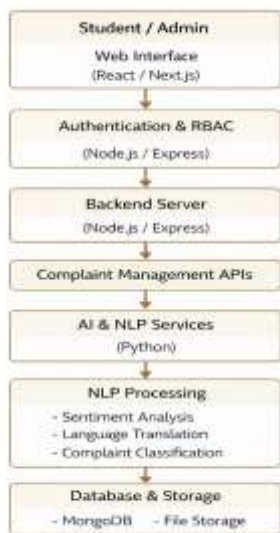 Student / Admin
Web Interface
(React / Next.js)
Authentication & RBAC
(Node.js / Express)
Backend Server
(Node.js / Express)
Complaint Management APIs
AI & NLP Services
(Python)
NLP Processing
- Sentiment Analysis
- Language Translation
- Complaint Classification
Database & Storage
- MongoDB - File Storage